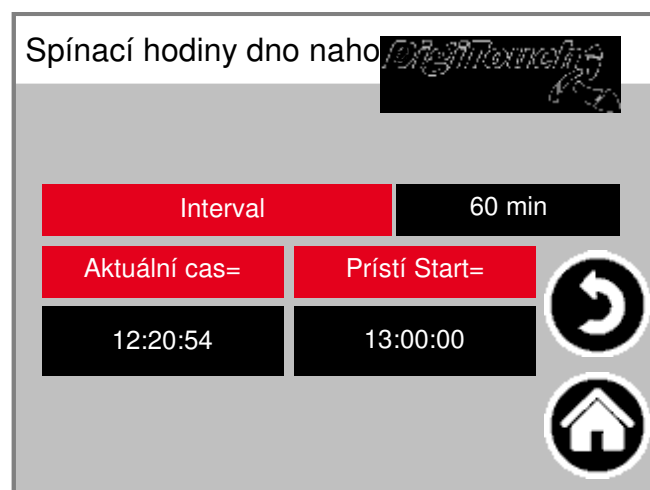 Spínací hodiny dno naho
DigiTouch
Interval
60 min
Aktuální cas=
Prístí Start=
12:20:54
13:00:00